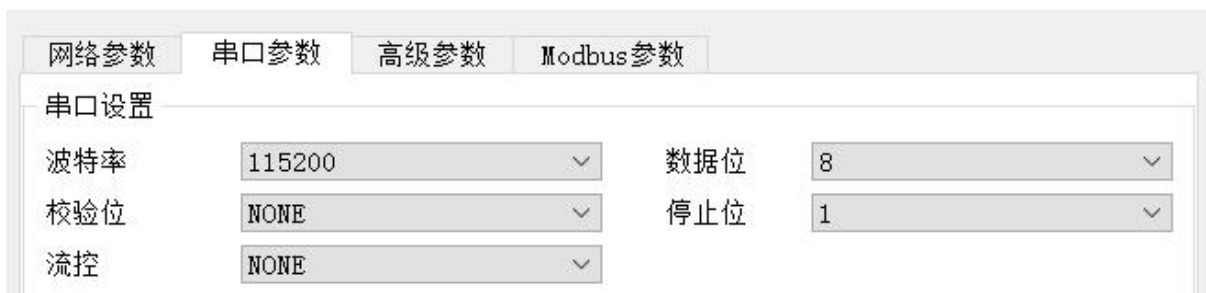 网络参数 串口参数 高级参数 Modbus参数
串口设置
波特率 115200 数据位 8
校验位 NONE 停止位 1
流控 NONE